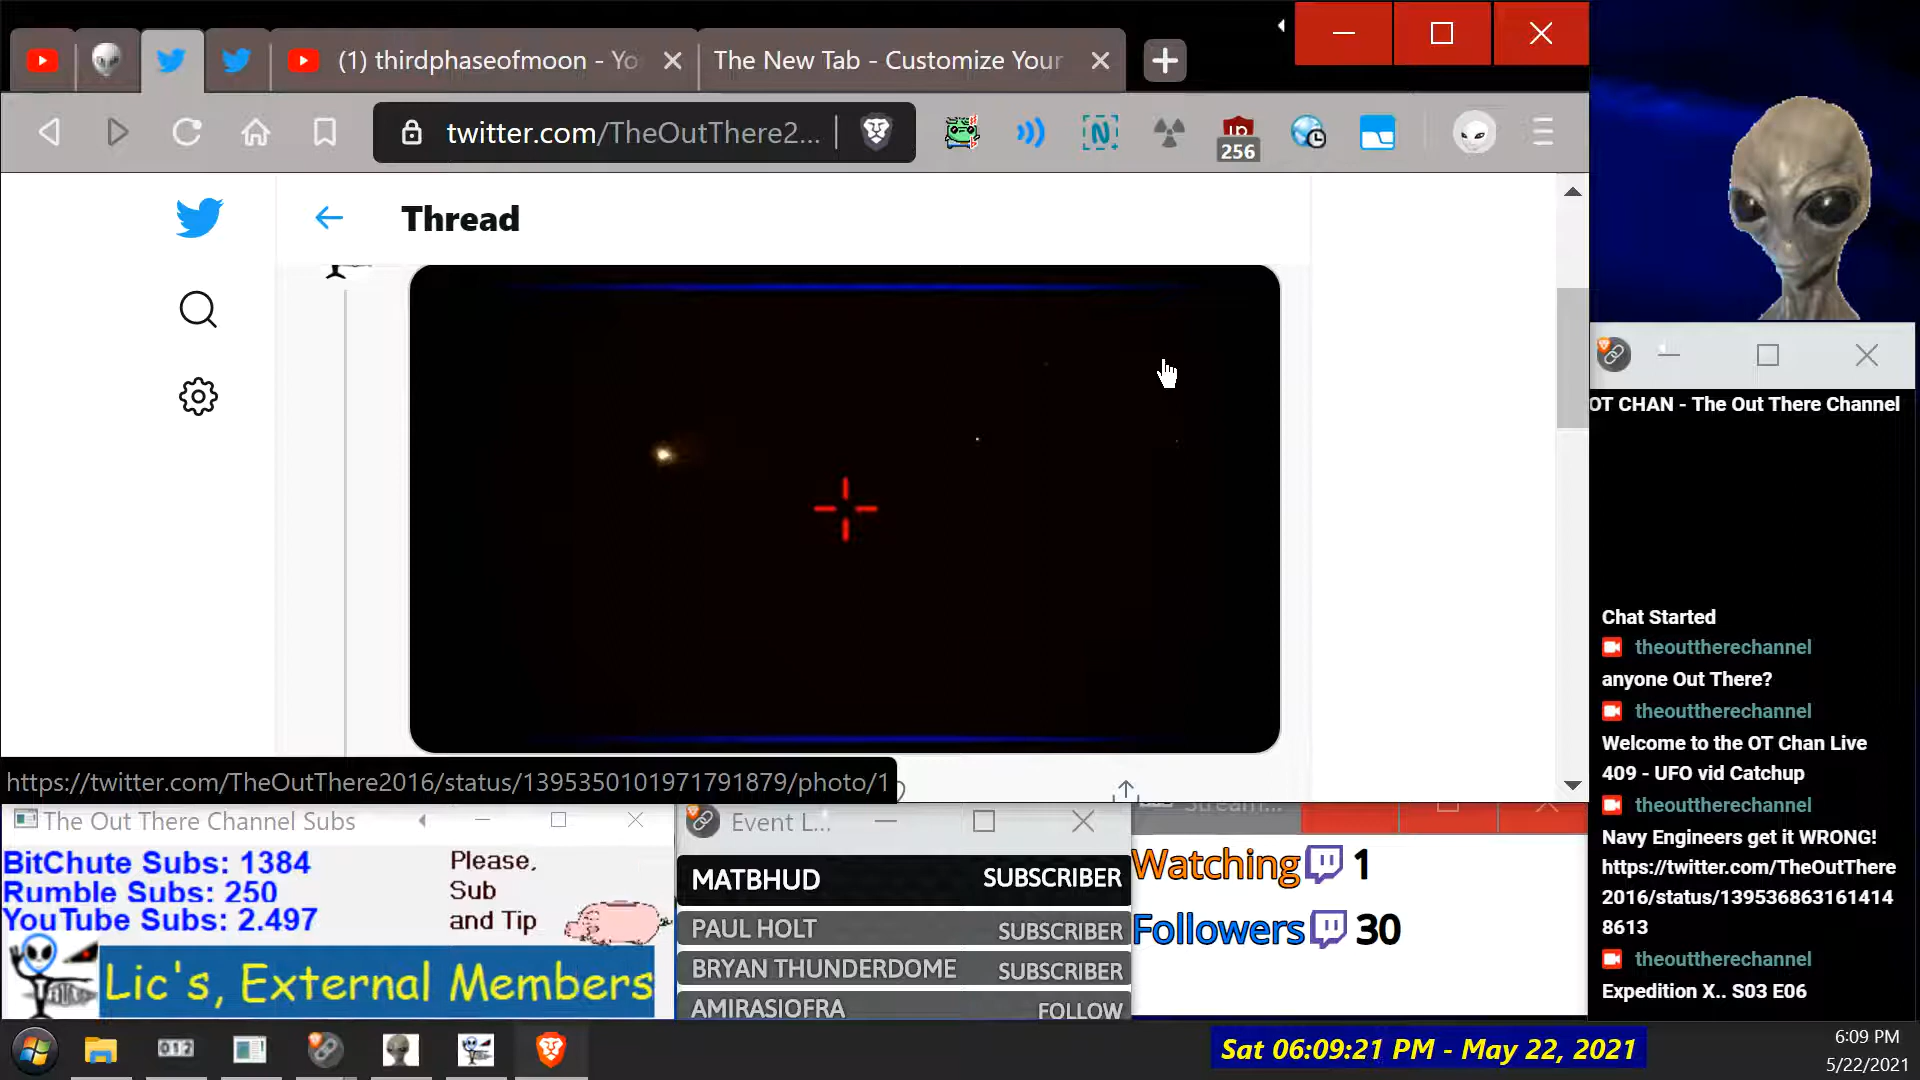 (1) thirdphaseofmoon - Yo
The New Tab - Customize Your
twitter.com/TheOutThere2...
256
Thread
https://twitter.com/TheOutThere2016/status/1395350101971791879/photo/1
OT CHAN - The Out There Channel
Chat Started
theouttherechannel
anyone Out There?
theouttherechannel
Welcome to the OT Chan Live
409 - UFO vid Catchup
theouttherechannel
Navy Engineers get it WRONG!
https://twitter.com/TheOutThere
2016/status/139536863161414
8613
theouttherechannel
Expedition X.. S03 E06
The Out There Channel Subs
BitChute Subs: 1384
Rumble Subs: 250
YouTube Subs: 2.497
Please,
Sub
and Tip
Lic's, External Members
Event L...
MATBHUD SUBSCRIBER
PAUL HOLT SUBSCRIBER
BRYAN THUNDERDOME SUBSCRIBER
AMIRASIOFRA FOLLOW
Stream...
Watching 1
Followers 30
012
Sat 06:09:21 PM - May 22, 2021
6:09 PM
5/22/2021